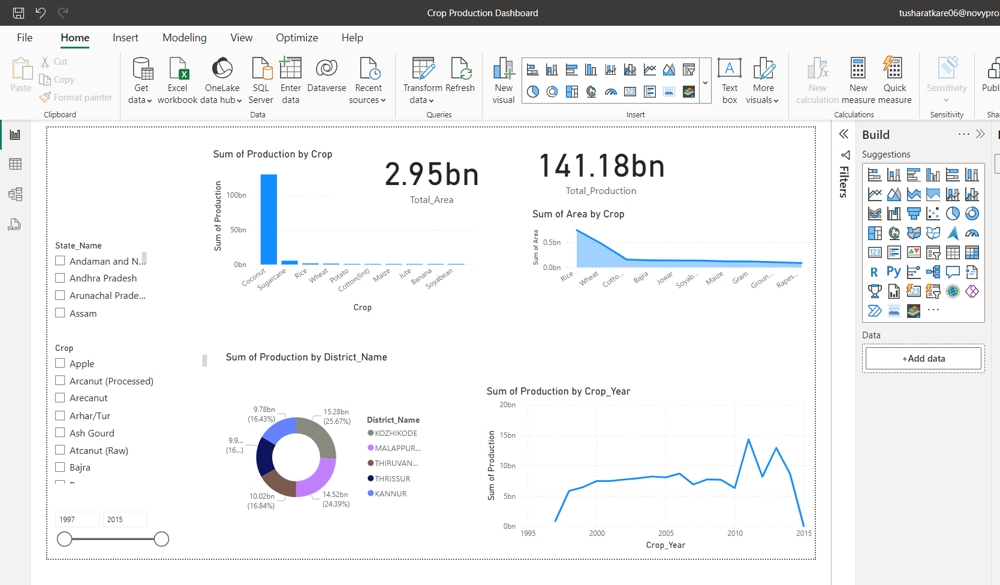 Crop Production Dashboard
tusharatkare06@novypro
File Home Insert Modeling View Optimize Help
Paste
Cut
Copy
Format painter
Clipboard
Get data
Excel workbook
OneLake data hub
SQL Server
Enter data
Dataverse
Recent sources
Data
Transform data
Refresh
Queries
New visual
Text box
More visuals
Insert
New calculation
New measure
Quick measure
Calculations
Sensitivity
Sensitivity
Publ
Sha
Sum of Production by Crop
Sum of Production
100bn
50bn
0bn
Coconut
Sugarcane
Rice
Wheat
Potato
Cotton(lint)
Maize
Jute
Banana
Soyabean
Crop
2.95bn
Total_Area
141.18bn
Total_Production
Sum of Area by Crop
Sum of Area
0.5bn
0.0bn
Rice
Wheat
Cotto...
Bajra
Jowar
Soyab...
Maize
Gram
Groun...
Rapes...
State_Name
Andaman and N...
Andhra Pradesh
Arunachal Prade...
Assam
Crop
Apple
Arcanut (Processed)
Arecanut
Arhar/Tur
Ash Gourd
Atcanut (Raw)
Bajra
1997
2015
Sum of Production by District_Name
9.78bn
(16.43%)
15.28bn
(25.67%)
9.9...
(16...)
10.02bn
(16.84%)
14.52bn
(24.39%)
District_Name
KOZHIKODE
MALAPPUR...
THIRUVAN...
THRISSUR
KANNUR
Sum of Production by Crop_Year
Sum of Production
20bn
15bn
10bn
5bn
0bn
1995
2000
2005
2010
2015
Crop_Year
Filters
Build
Suggestions
Data
+Add data
DAX
R
Py
123